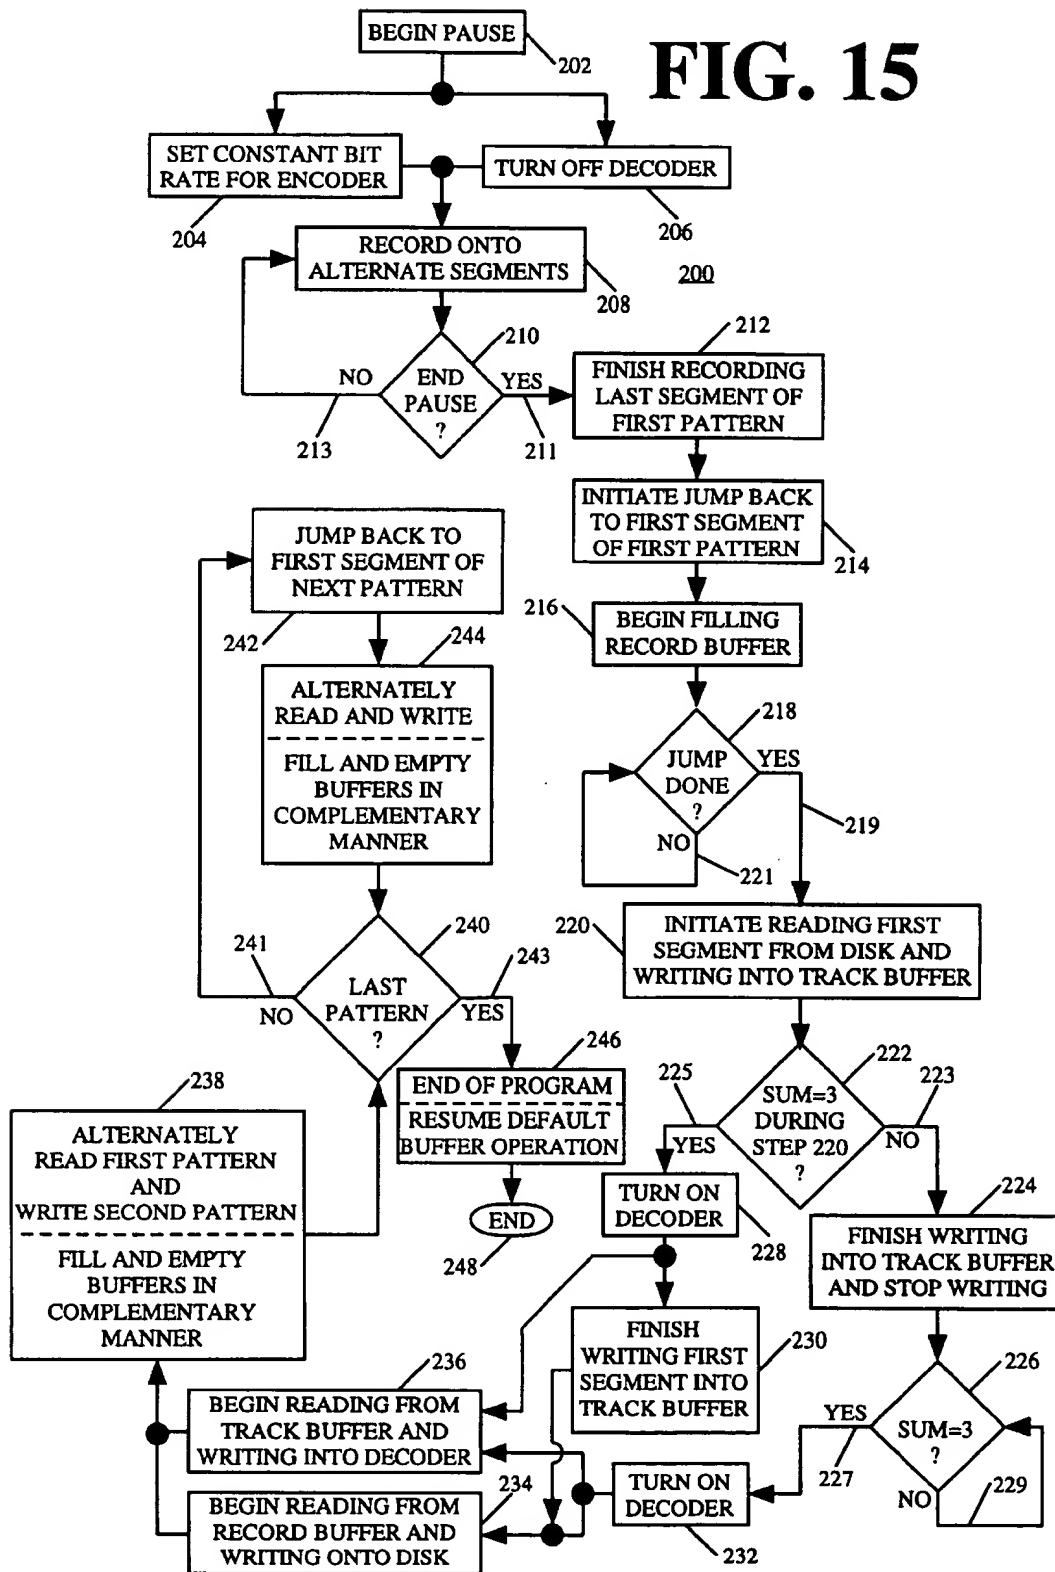 BEGIN PAUSE
202
FIG. 15
SET CONSTANT BIT
RATE FOR ENCODER
204
TURN OFF DECODER
206
200
RECORD ONTO
ALTERNATE SEGMENTS
208
210
END
PAUSE
?
NO
213
YES
211
212
FINISH RECORDING
LAST SEGMENT OF
FIRST PATTERN
INITIATE JUMP BACK
TO FIRST SEGMENT
OF FIRST PATTERN
214
216
BEGIN FILLING
RECORD BUFFER
218
JUMP
DONE
?
YES
219
NO
221
220
INITIATE READING FIRST
SEGMENT FROM DISK AND
WRITING INTO TRACK BUFFER
222
SUM=3
DURING
STEP 220
?
225
YES
223
NO
224
FINISH WRITING
INTO TRACK BUFFER
AND STOP WRITING
226
SUM=3
?
YES
227
NO
229
TURN ON
DECODER
228
FINISH
WRITING FIRST
SEGMENT INTO
TRACK BUFFER
230
TURN ON
DECODER
232
236
BEGIN READING FROM
TRACK BUFFER AND
WRITING INTO DECODER
234
BEGIN READING FROM
RECORD BUFFER AND
WRITING ONTO DISK
238
ALTERNATELY
READ FIRST PATTERN
AND
WRITE SECOND PATTERN
FILL AND EMPTY
BUFFERS IN
COMPLEMENTARY
MANNER
240
LAST
PATTERN
?
241
NO
243
YES
JUMP BACK TO
FIRST SEGMENT OF
NEXT PATTERN
242
244
ALTERNATELY
READ AND WRITE
FILL AND EMPTY
BUFFERS IN
COMPLEMENTARY
MANNER
246
END OF PROGRAM
RESUME DEFAULT
BUFFER OPERATION
END
248